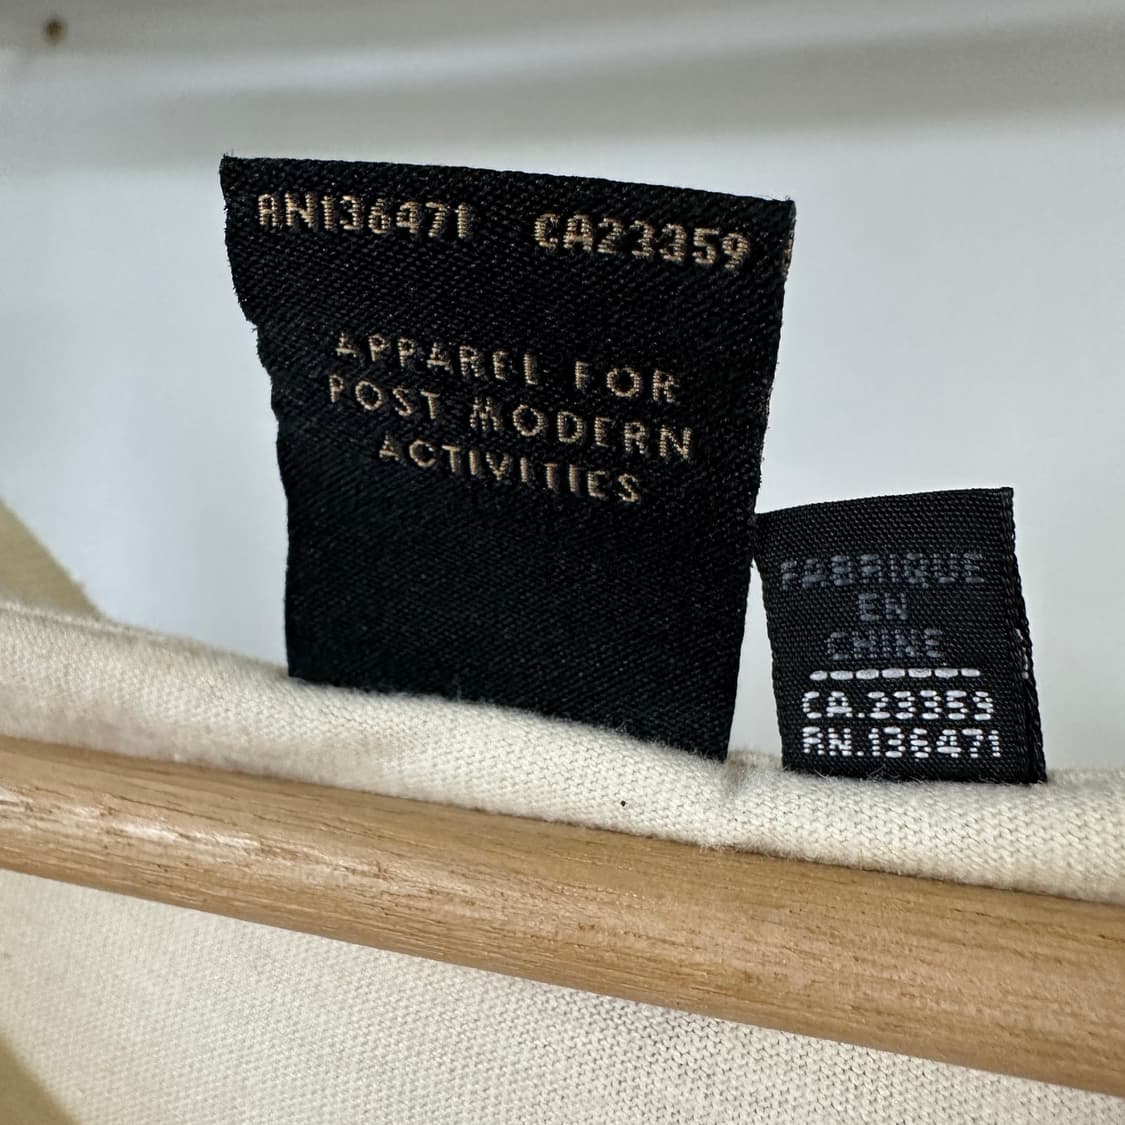 RN136471 CA23359
APPAREL FOR
POST MODERN
ACTIVITIES
FABRIQUE
EN
CHINE
CA.23359
RN.136471